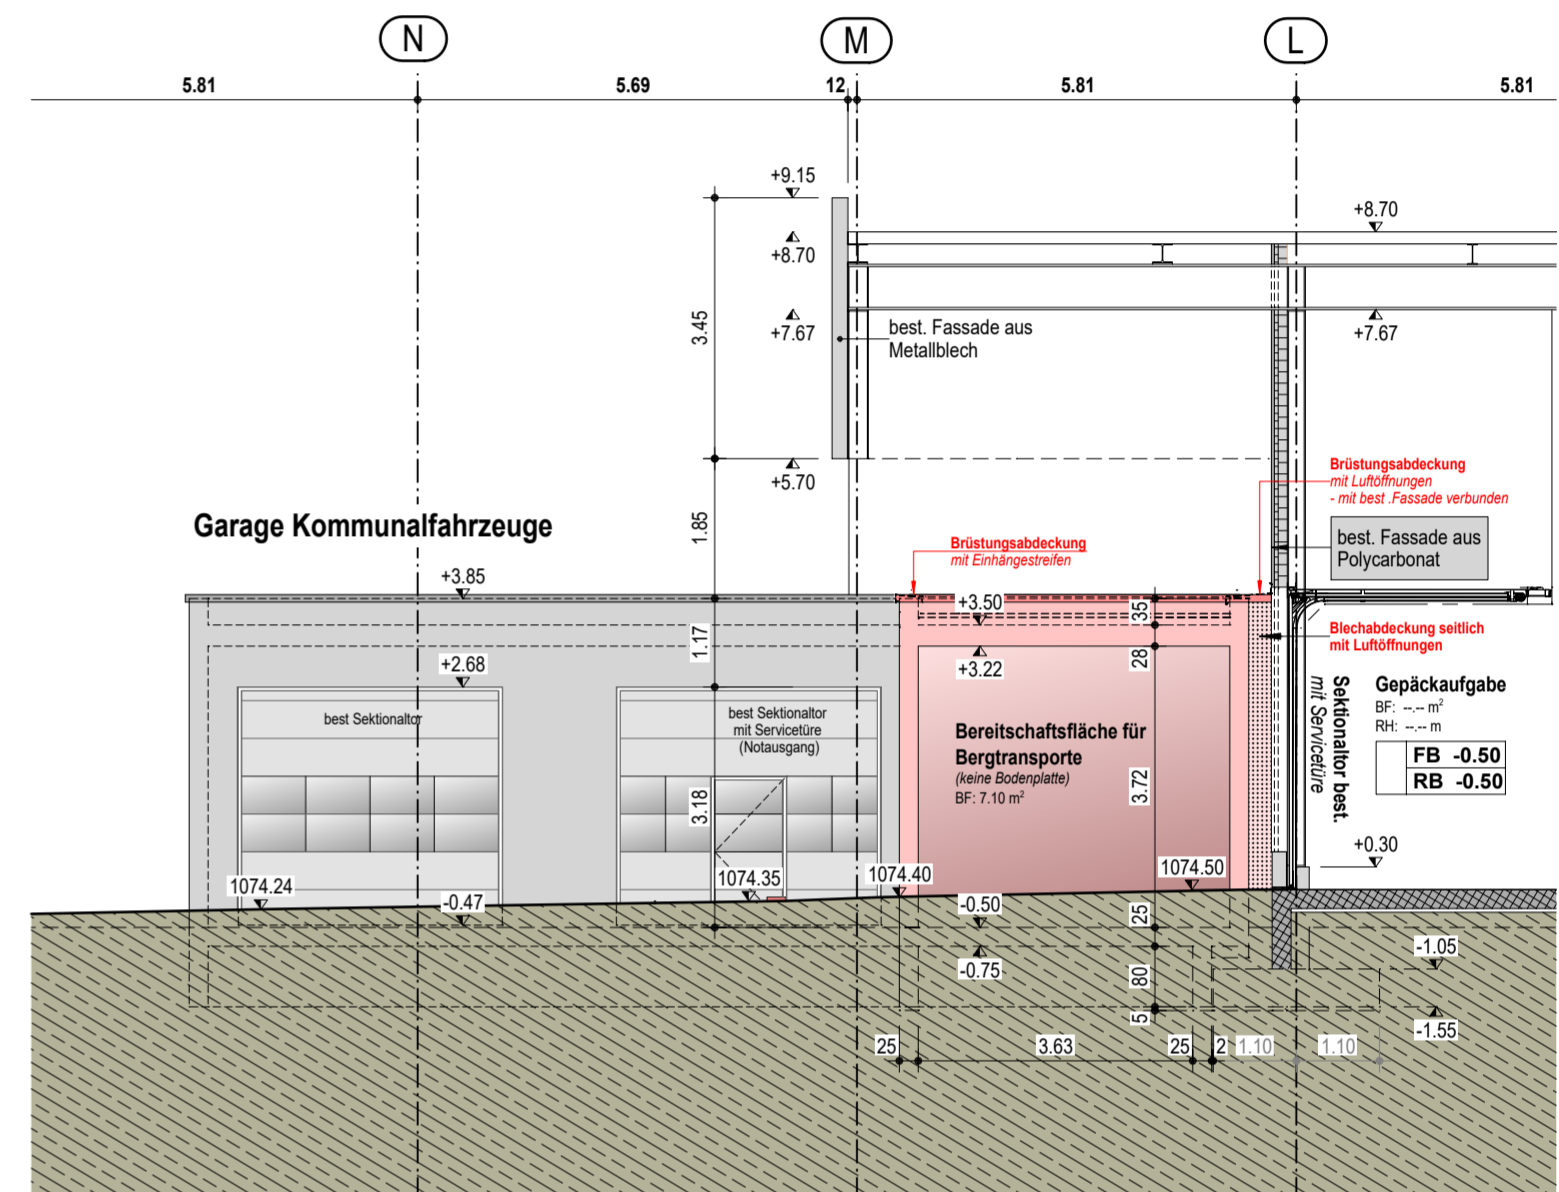 N
M
L
5.81
5.69
12
5.81
5.81
+9.15
+8.70
+8.70
3.45
+7.67
+7.67
best. Fassade aus
Metallblech
+5.70
1.85
Brüstungsabdeckung
mit Luftöffnungen
- mit best .Fassade verbunden
Garage Kommunalfahrzeuge
best. Fassade aus
Polycarbonat
Brüstungsabdeckung
mit Einhängestreifen
+3.85
+3.50
35
1.17
28
Blechabdeckung seitlich
mit Luftöffnungen
+2.68
+3.22
Sektionaltor best.
mit Servicetüre
Gepäckaufgabe
BF: --.-- m²
RH: --.-- m
FB -0.50
RB -0.50
best Sektionaltor
best Sektionaltor
mit Servicetüre
(Notausgang)
Bereitschaftsfläche für
Bergtransporte
(keine Bodenplatte)
BF: 7.10 m²
3.72
3.18
+0.30
1074.24
1074.35
1074.40
1074.50
-0.47
-0.50
25
-0.75
-1.05
80
5
-1.55
25
3.63
25
2
1.10
1.10